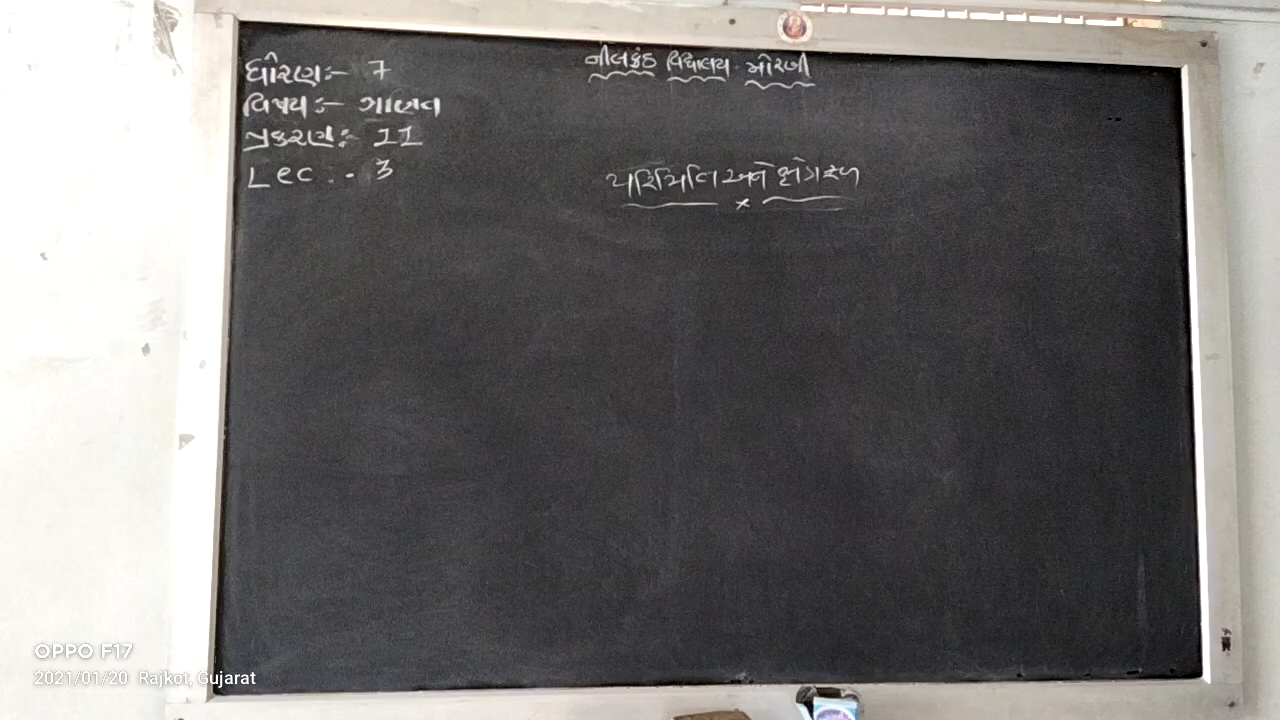 નીલકંઠ વિદ્યાલય મોરબી
ધોરણ:- 7
વિષય:- ગણિત
પ્રકરણ:- 11
Lec :- 3
પરિમિતિ અને ક્ષેત્રફળ
OPPO F17
2021/01/20 Rajkot, Gujarat